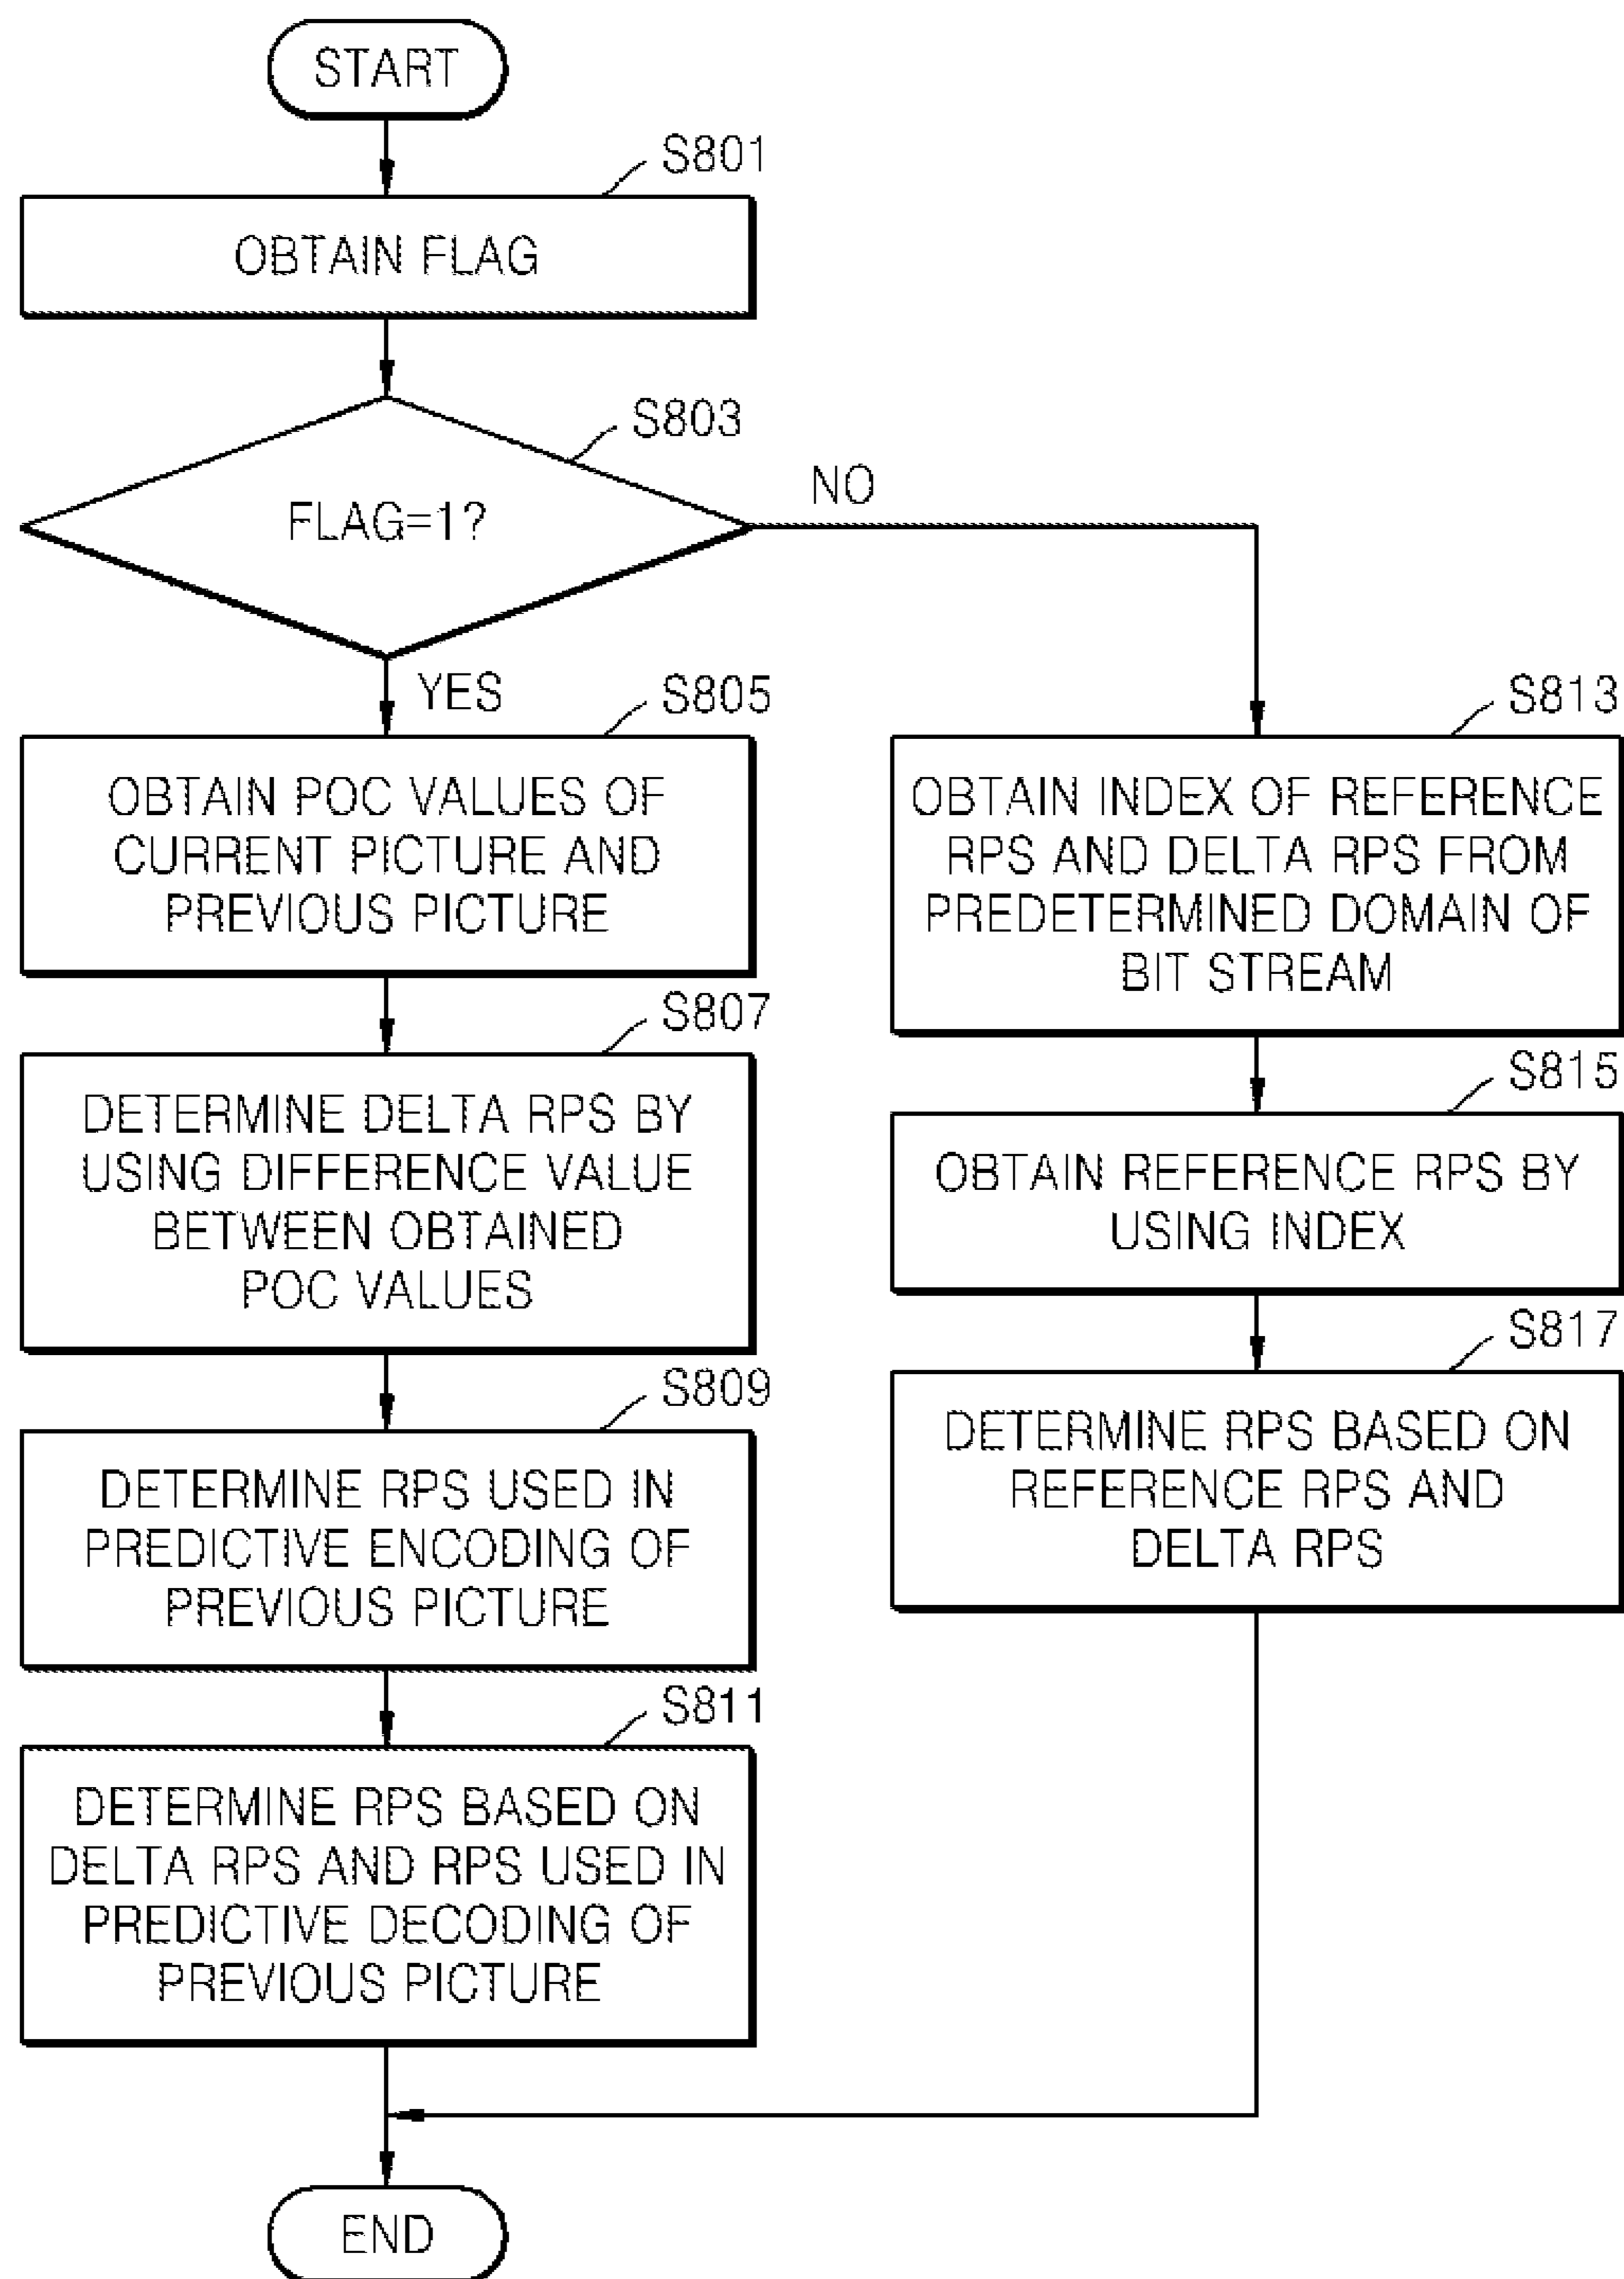 START
S801
OBTAIN FLAG
S803
FLAG=1?
NO
YES
S805
OBTAIN POC VALUES OF
CURRENT PICTURE AND
PREVIOUS PICTURE
S807
DETERMINE DELTA RPS BY
USING DIFFERENCE VALUE
BETWEEN OBTAINED
POC VALUES
S809
DETERMINE RPS USED IN
PREDICTIVE ENCODING OF
PREVIOUS PICTURE
S811
DETERMINE RPS BASED ON
DELTA RPS AND RPS USED IN
PREDICTIVE DECODING OF
PREVIOUS PICTURE
S813
OBTAIN INDEX OF REFERENCE
RPS AND DELTA RPS FROM
PREDETERMINED DOMAIN OF
BIT STREAM
S815
OBTAIN REFERENCE RPS BY
USING INDEX
S817
DETERMINE RPS BASED ON
REFERENCE RPS AND
DELTA RPS
END